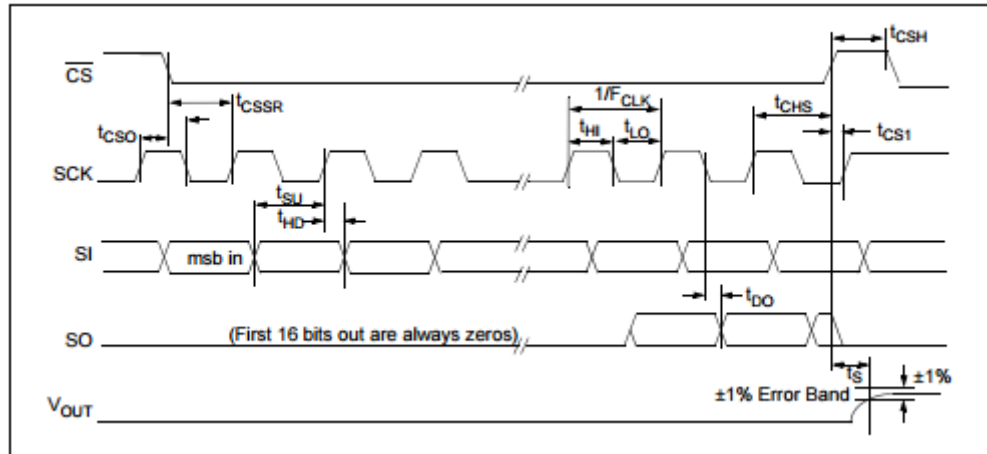 tCSH
CS
1/FCLK
tCSSR
tCHS
tCSO
tHI
tLO
tCS1
SCK
tSU
tHD
SI
msb in
tDO
SO
(First 16 bits out are always zeros)
tS
±1%
±1% Error Band
VOUT